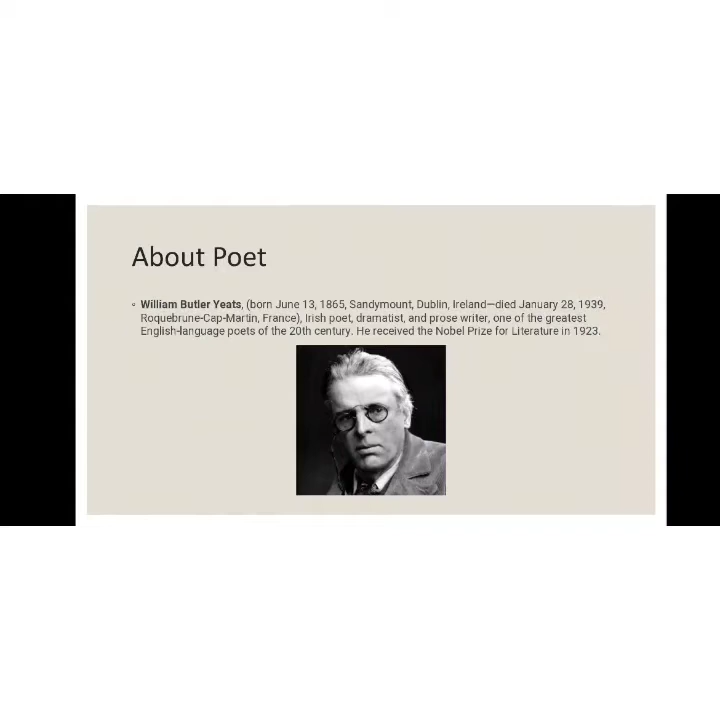 About Poet
◦ William Butler Yeats, (born June 13, 1865, Sandymount, Dublin, Ireland—died January 28, 1939,
Roquebrune-Cap-Martin, France), Irish poet, dramatist, and prose writer, one of the greatest
English-language poets of the 20th century. He received the Nobel Prize for Literature in 1923.